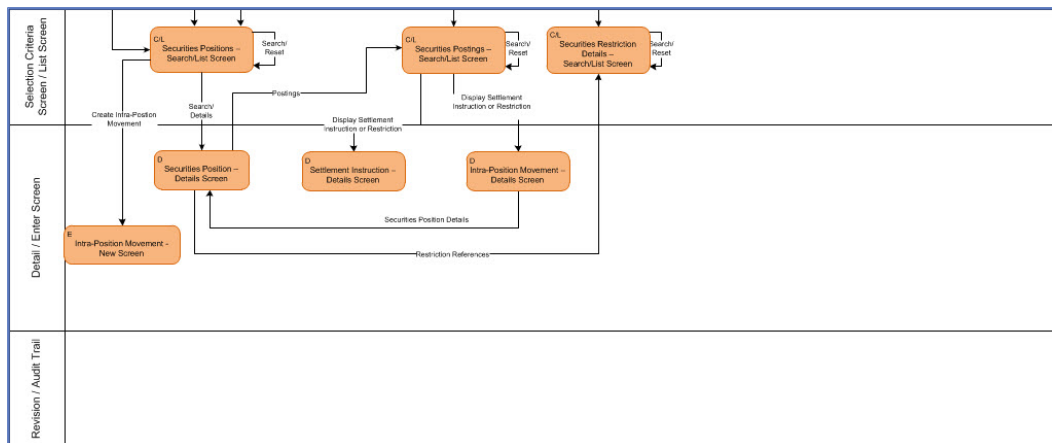 Selection Criteria
Screen / List Screen
C/L
Securities Positions –
Search/List Screen
Search/
Reset
C/L
Securities Postings –
Search/List Screen
Search/
Reset
C/L
Securities Restriction
Details –
Search/List Screen
Search/
Reset
Create Intra-Postion
Movement
Search/
Details
Postings
Display Settlement
Instruction or Restriction
Display Settlement
Instruction or Restriction
Detail / Enter Screen
D
Securities Position –
Details Screen
D
Settlement Instruction –
Details Screen
D
Intra-Position Movement –
Details Screen
Securities Position Details
E
Intra-Position Movement -
New Screen
Restriction References
Revision / Audit Trail